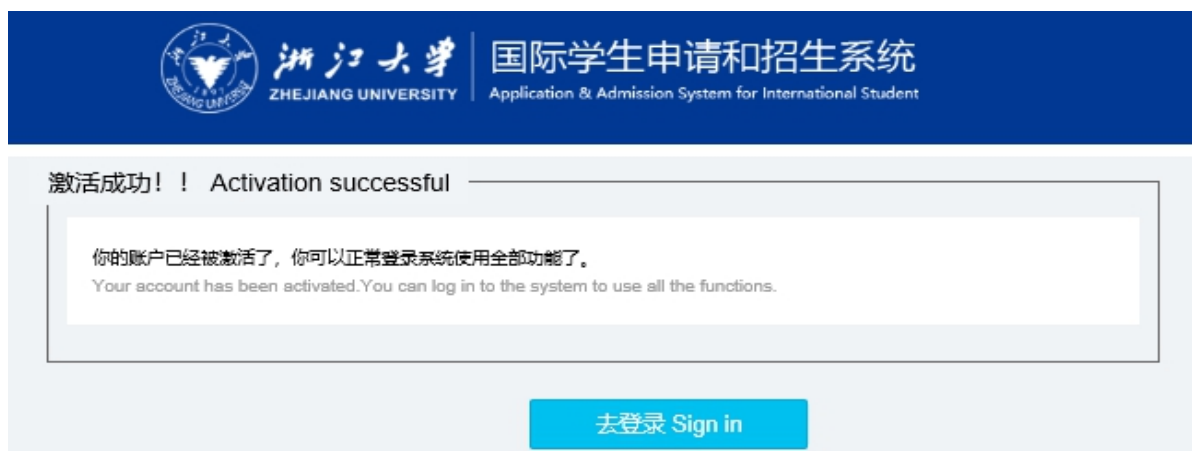 浙江大学
ZHEJIANG UNIVERSITY
国际学生申请和招生系统
Application & Admission System for International Student
激活成功！！ Activation successful
你的账户已经被激活了，你可以正常登录系统使用全部功能了。
Your account has been activated.You can log in to the system to use all the functions.
去登录 Sign in